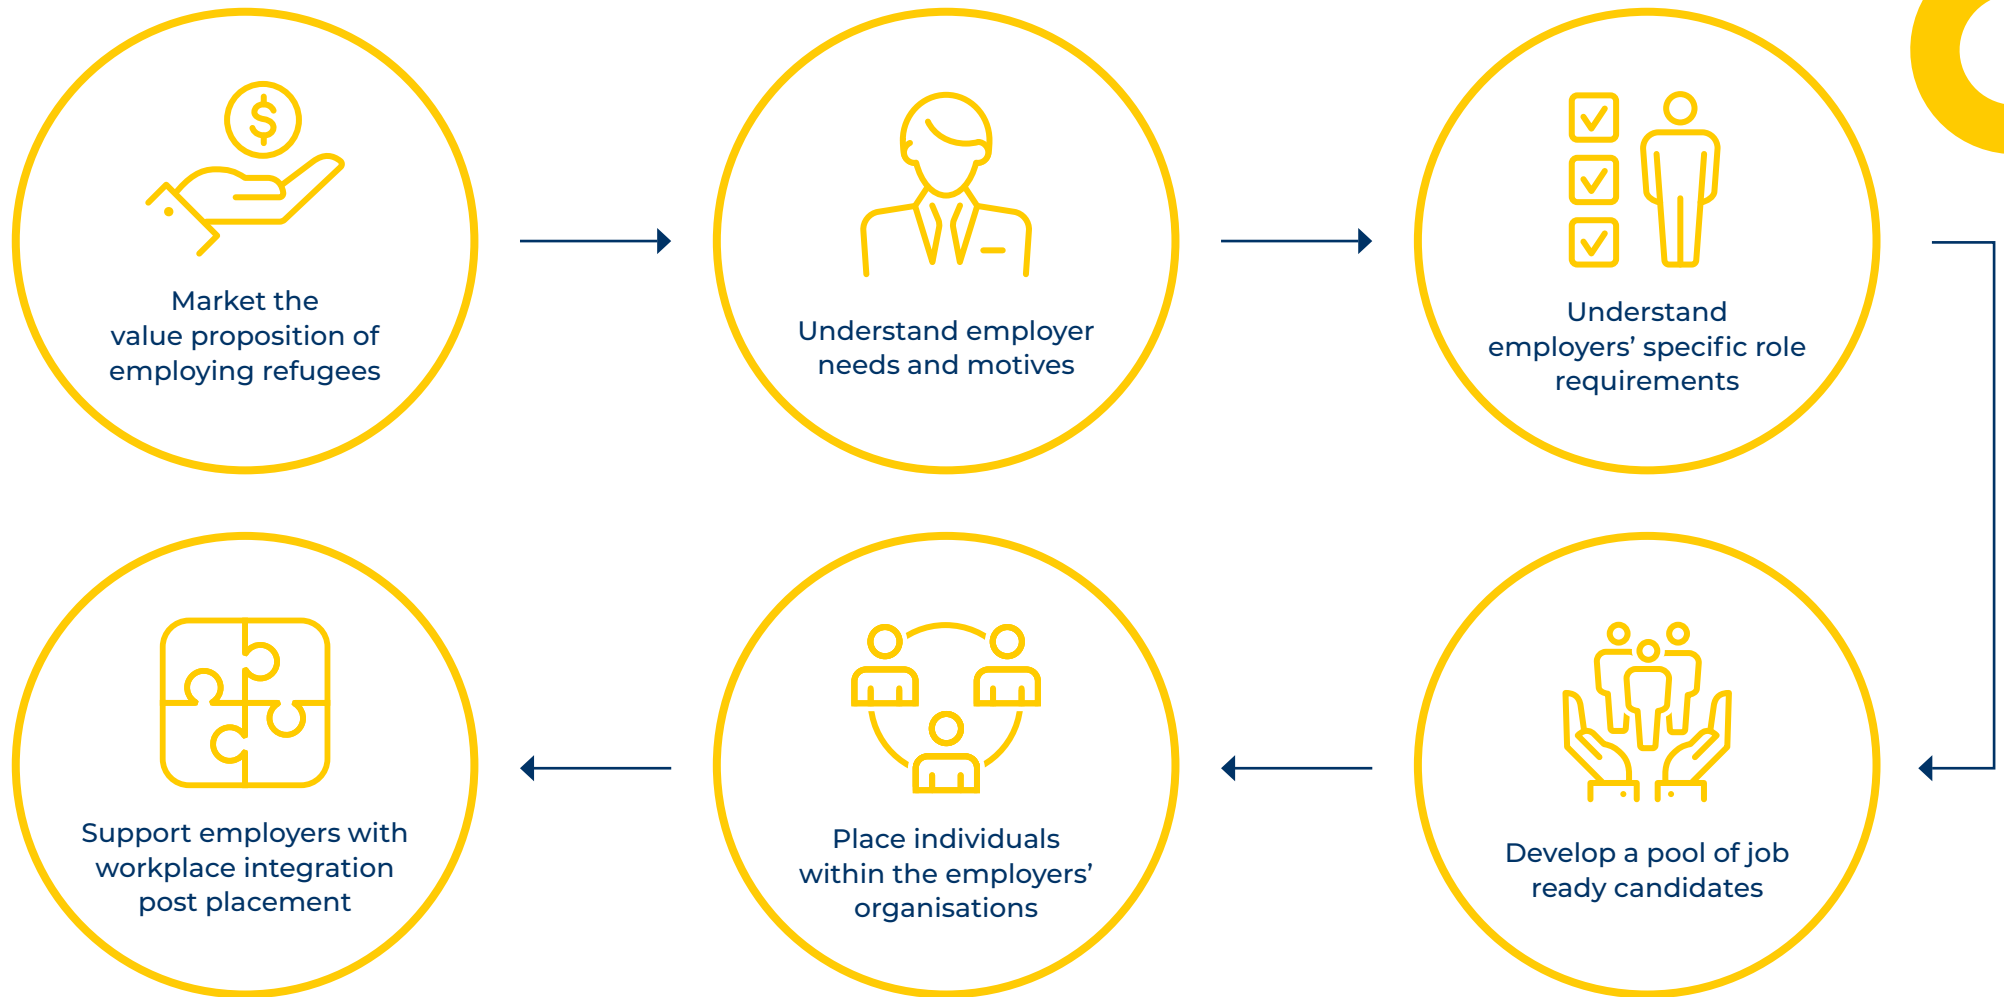 Market the
value proposition of
employing refugees
Understand employer
needs and motives
Understand
employers’ specific role
requirements
Develop a pool of job
ready candidates
Place individuals
within the employers’
organisations
Support employers with
workplace integration
post placement